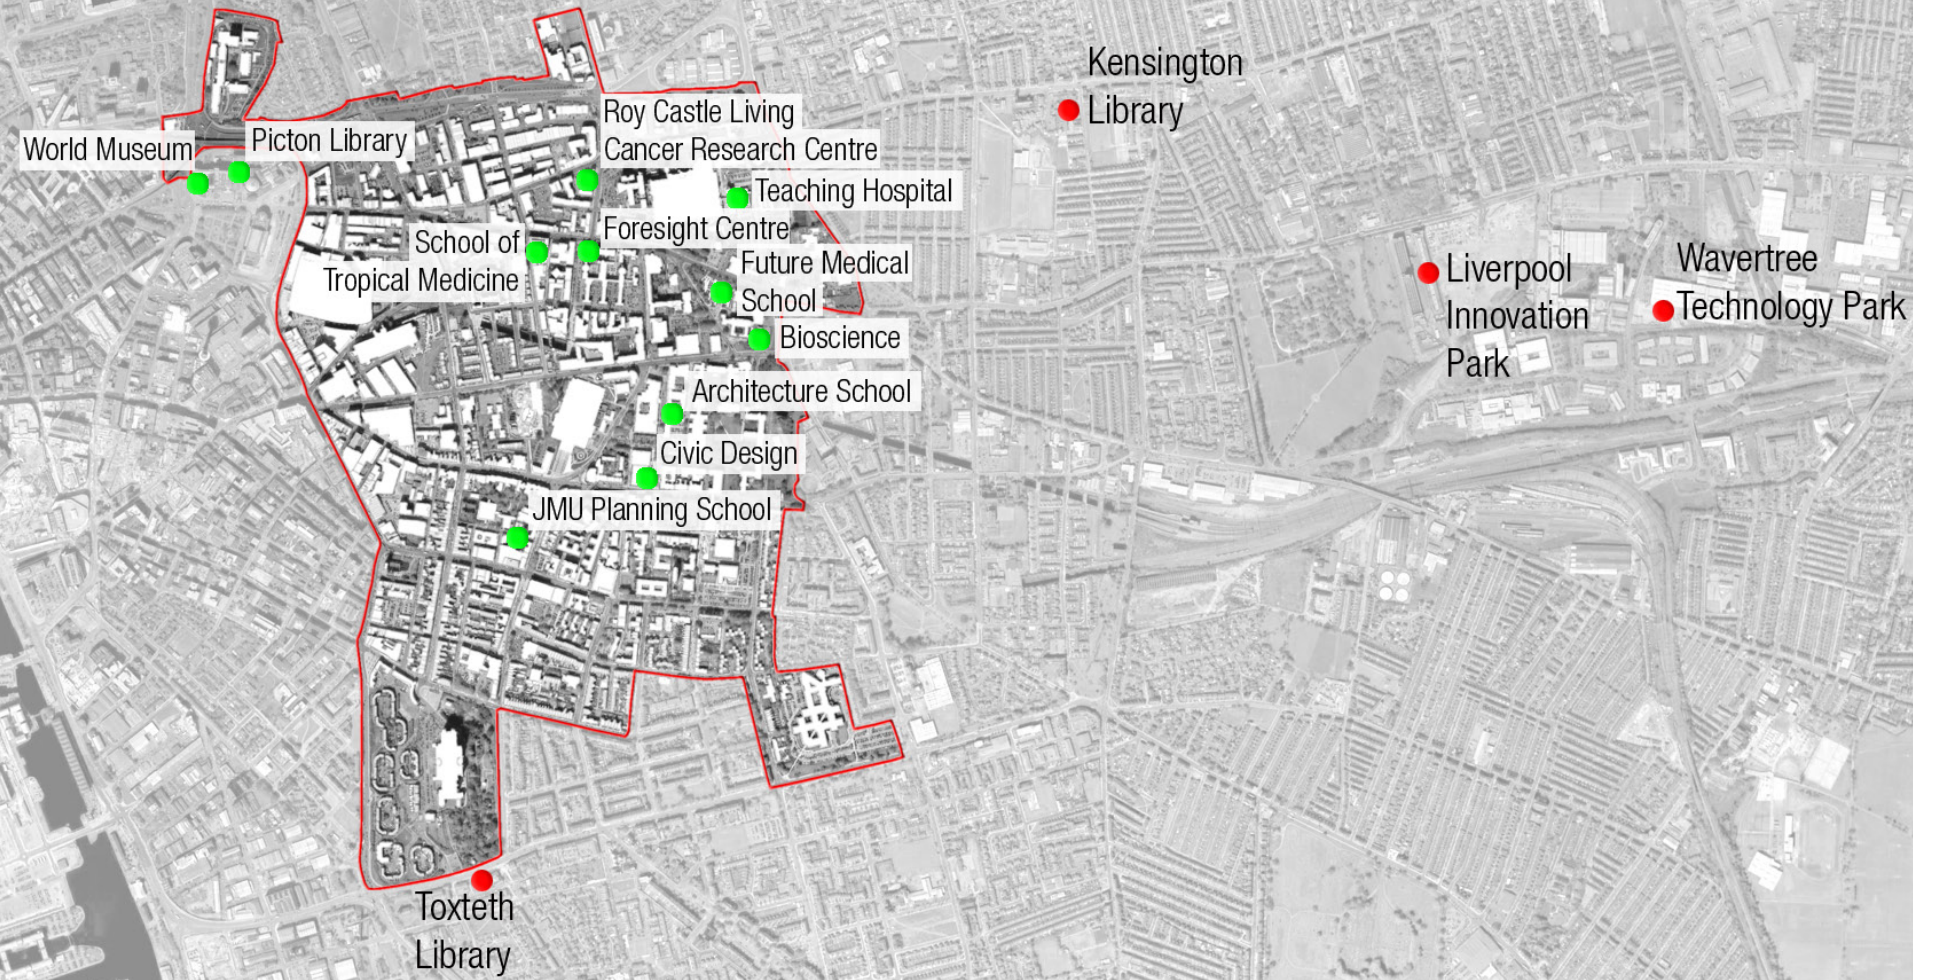 Kensington
Library
World Museum
Picton Library
Roy Castle Living
Cancer Research Centre
Teaching Hospital
School of
Tropical Medicine
Foresight Centre
Future Medical
School
Bioscience
Liverpool
Innovation
Park
Wavertree
Technology Park
Architecture School
Civic Design
JMU Planning School
Toxteth
Library